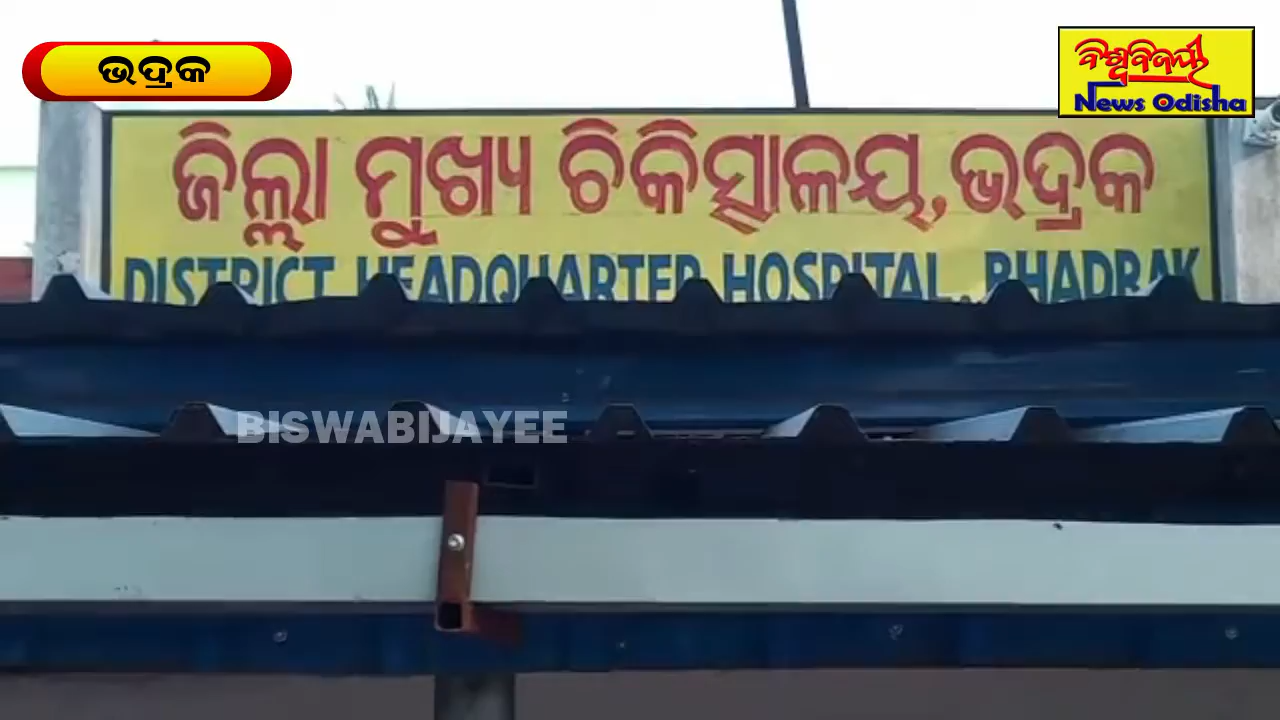 ଭଦ୍ରକ
ବିଶ୍ୱବିଜୟୀ
News Odisha
ଜିଲ୍ଲା ମୁଖ୍ୟ ଚିକିତ୍ସାଳୟ,ଭଦ୍ରକ
DISTRICT HEADQUARTER HOSPITAL, BHADRAK
BISWABIJAYEE